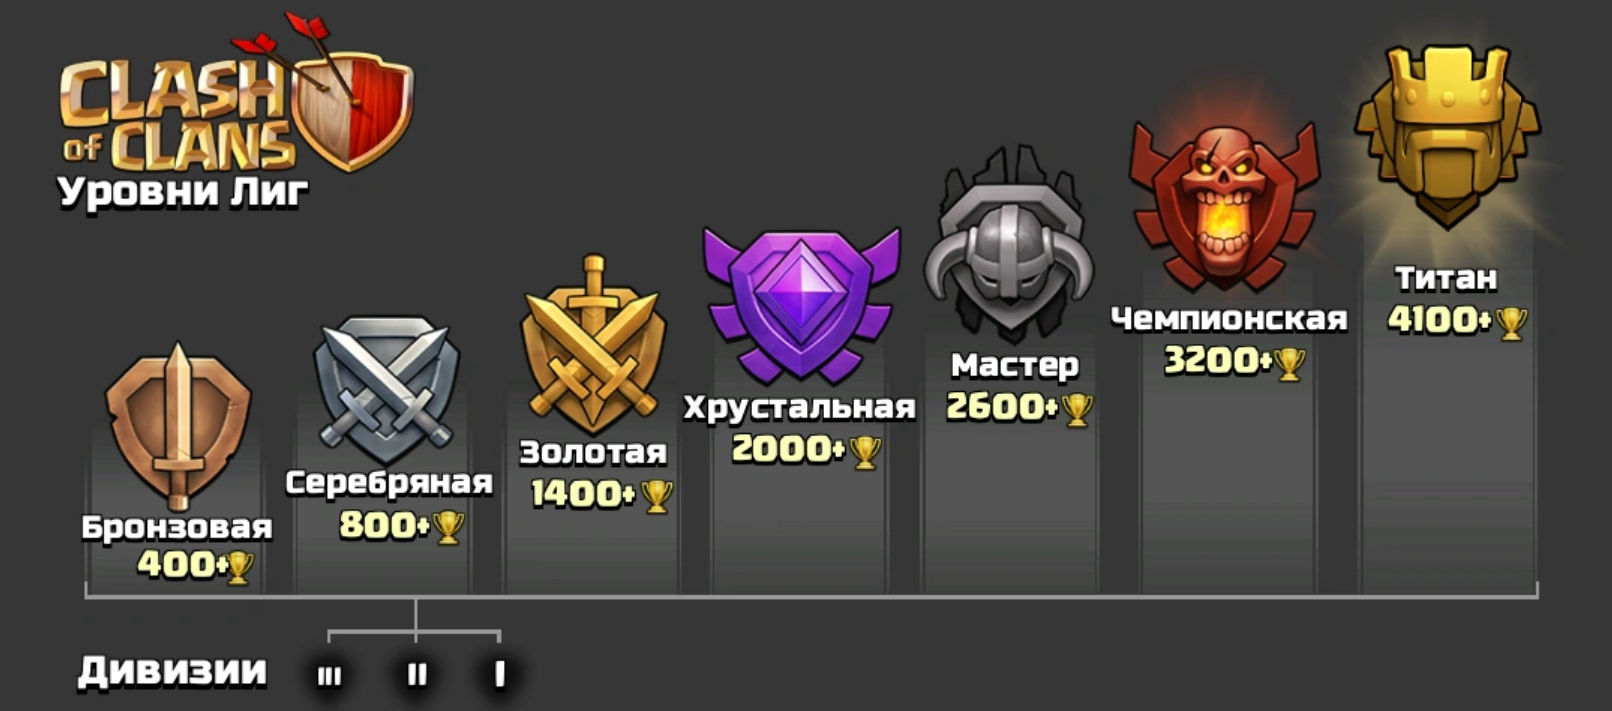 CLASH
of CLANS
Уровни Лиг
Бронзовая
400+
Серебряная
800+
Золотая
1400+
Хрустальная
2000+
Мастер
2600+
Чемпионская
3200+
Титан
4100+
Дивизии III II I